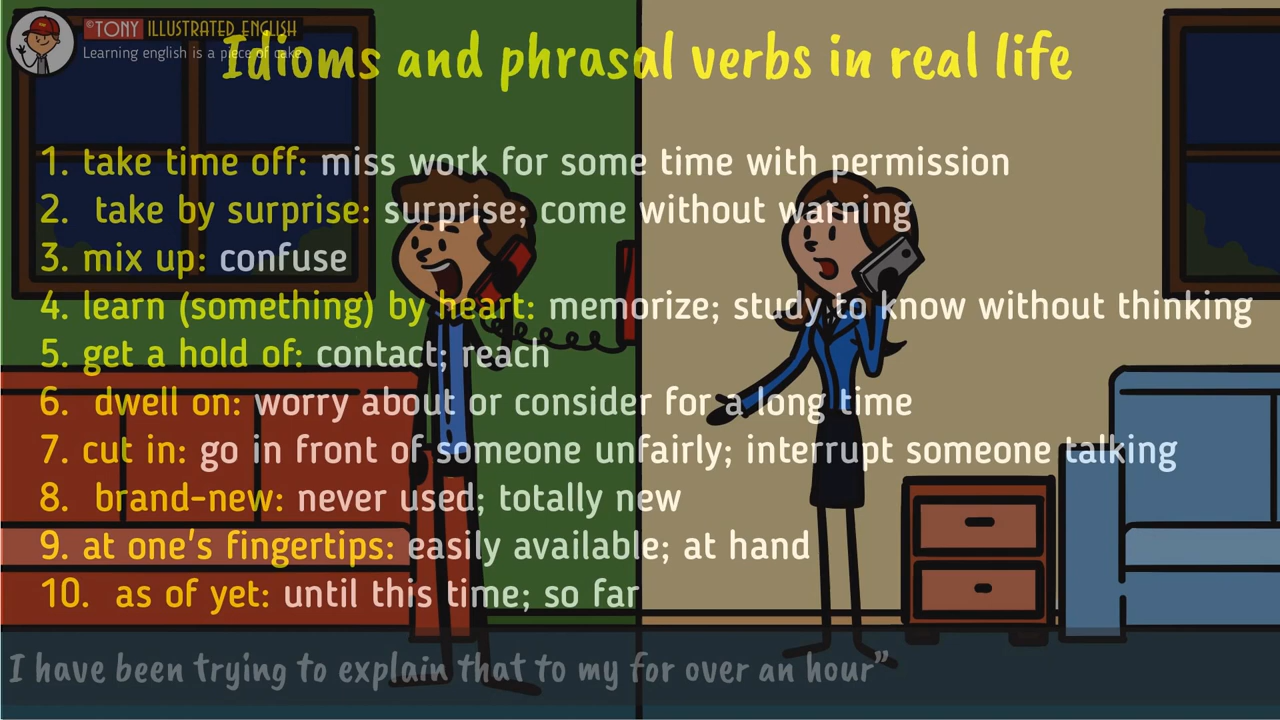 ©TONY ILLUSTRATED ENGLISH
Learning english is a piece of cake
Idioms and phrasal verbs in real life
1. take time off: miss work for some time with permission
2. take by surprise: surprise; come without warning
3. mix up: confuse
4. learn (something) by heart: memorize; study to know without thinking
5. get a hold of: contact; reach
6. dwell on: worry about or consider for a long time
7. cut in: go in front of someone unfairly; interrupt someone talking
8. brand-new: never used; totally new
9. at one's fingertips: easily available; at hand
10. as of yet: until this time; so far
I have been trying to explain that to my for over an hour”